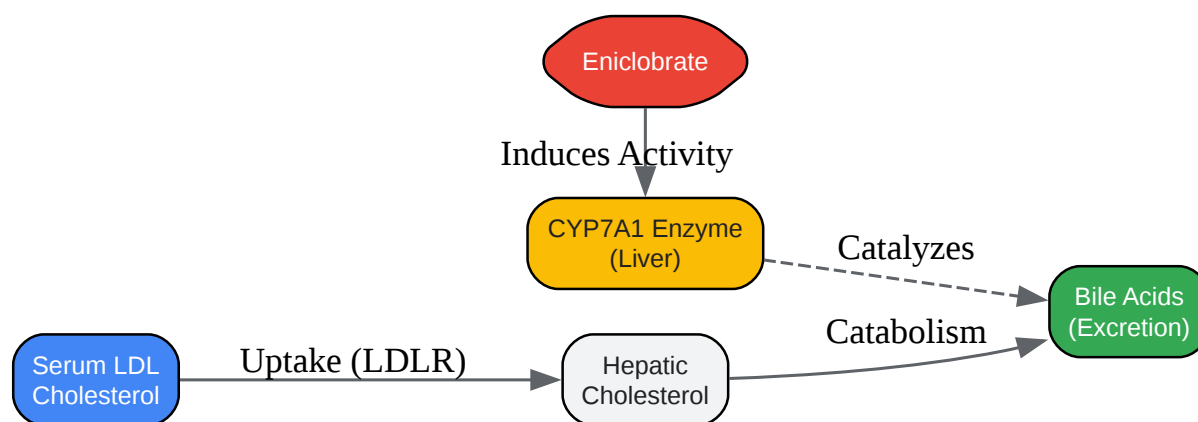 Eniclobrate
Induces Activity
CYP7A1 Enzyme
(Liver)
Catalyzes
Bile Acids
(Excretion)
Catabolism
Serum LDL
Cholesterol
Uptake (LDLR)
Hepatic
Cholesterol